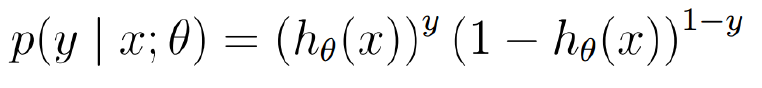 p(y | x; θ) = (h_θ(x))^y (1 − h_θ(x))^{1−y}